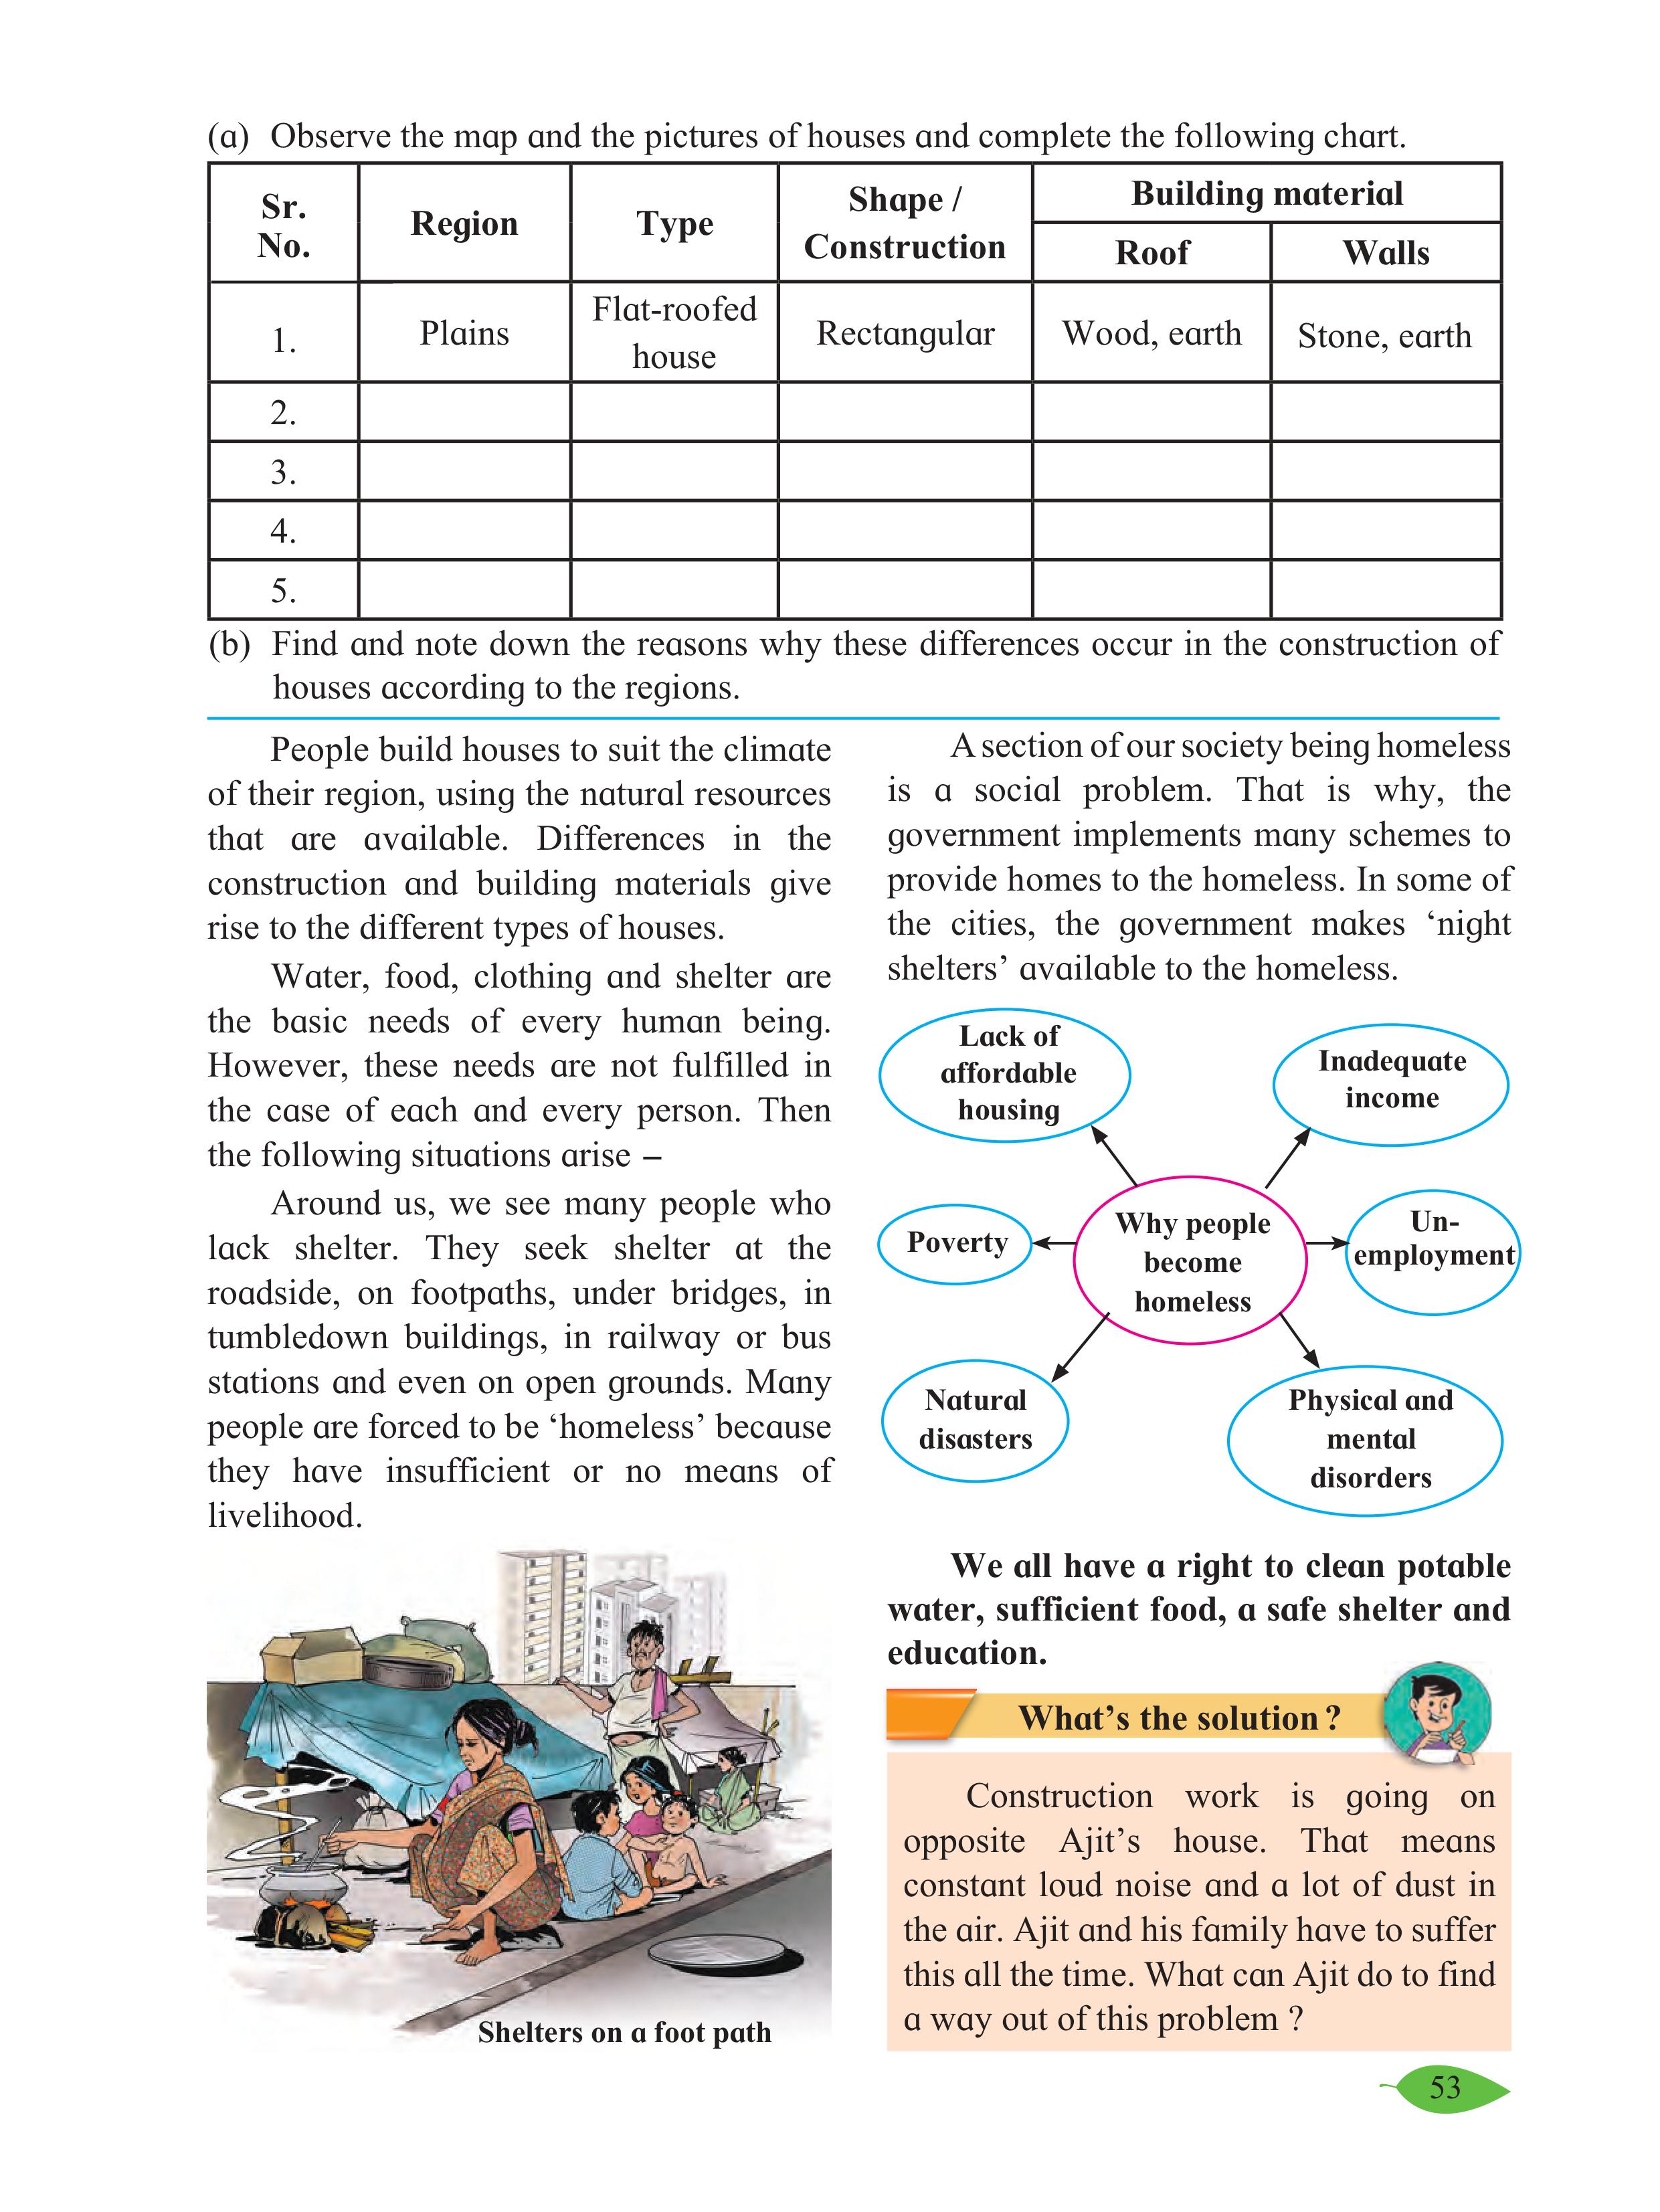 (a) Observe the map and the pictures of houses and complete the following chart.
Sr. No. Region Type Shape / Construction Building material
Roof Walls
1. Plains Flat-roofed house Rectangular Wood, earth Stone, earth
2.
3.
4.
5.
(b) Find and note down the reasons why these differences occur in the construction of
houses according to the regions.
People build houses to suit the climate
of their region, using the natural resources
that are available. Differences in the
construction and building materials give
rise to the different types of houses.
Water, food, clothing and shelter are
the basic needs of every human being.
However, these needs are not fulfilled in
the case of each and every person. Then
the following situations arise –
Around us, we see many people who
lack shelter. They seek shelter at the
roadside, on footpaths, under bridges, in
tumbledown buildings, in railway or bus
stations and even on open grounds. Many
people are forced to be ‘homeless’ because
they have insufficient or no means of
livelihood.
Shelters on a foot path
A section of our society being homeless
is a social problem. That is why, the
government implements many schemes to
provide homes to the homeless. In some of
the cities, the government makes ‘night
shelters’ available to the homeless.
Lack of
affordable
housing
Inadequate
income
Poverty
Why people
become
homeless
Un-
employment
Natural
disasters
Physical and
mental
disorders
We all have a right to clean potable
water, sufficient food, a safe shelter and
education.
What’s the solution ?
Construction work is going on
opposite Ajit’s house. That means
constant loud noise and a lot of dust in
the air. Ajit and his family have to suffer
this all the time. What can Ajit do to find
a way out of this problem ?
53